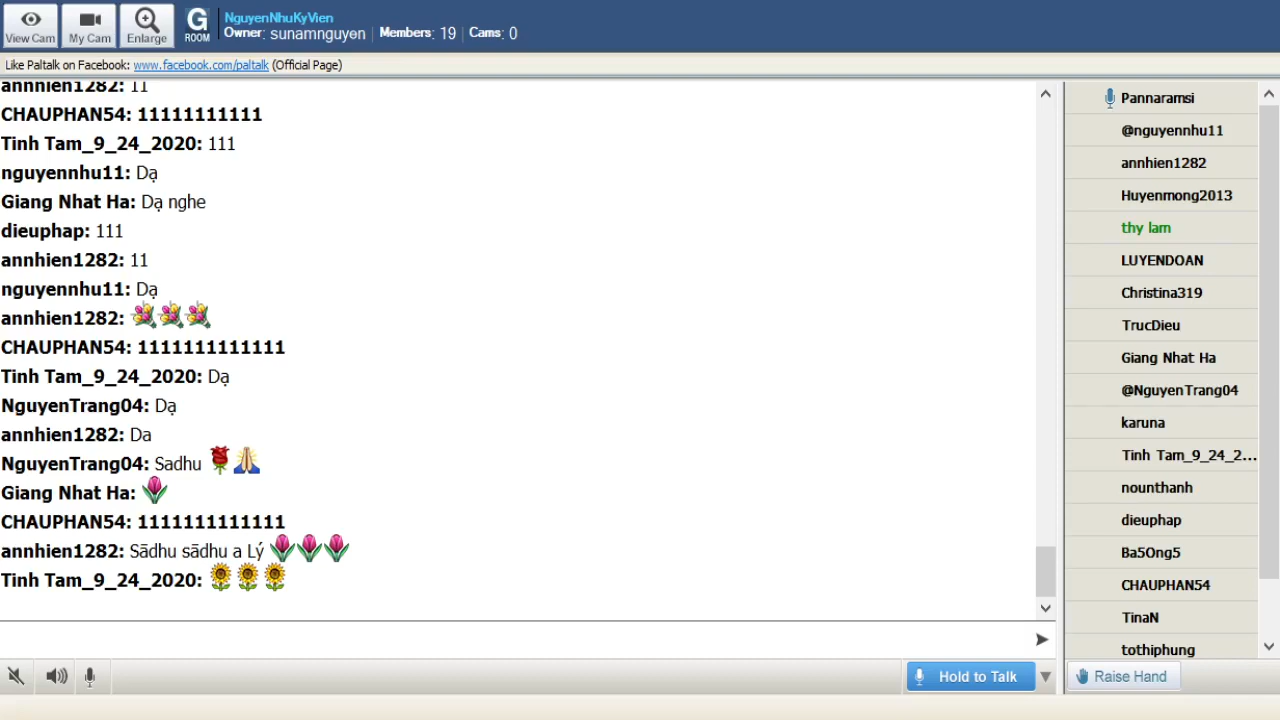 View Cam
My Cam
Enlarge
G
ROOM
NguyenNhuKyVien
Owner: sunamnguyen
Members: 19
Cams: 0
Like Paltalk on Facebook: www.facebook.com/paltalk (Official Page)
annhien1282: 11
CHAUPHAN54: 11111111111
Tinh Tam_9_24_2020: 111
nguyennhu11: Dạ
Giang Nhat Ha: Dạ nghe
dieuphap: 111
annhien1282: 11
nguyennhu11: Dạ
annhien1282:
CHAUPHAN54: 1111111111111
Tinh Tam_9_24_2020: Dạ
NguyenTrang04: Dạ
annhien1282: Da
NguyenTrang04: Sadhu
Giang Nhat Ha:
CHAUPHAN54: 1111111111111
annhien1282: Sādhu sādhu a Lý
Tinh Tam_9_24_2020:
Pannaramsi
@nguyennhu11
annhien1282
Huyenmong2013
thy lam
LUYENDOAN
Christina319
TrucDieu
Giang Nhat Ha
@NguyenTrang04
karuna
Tinh Tam_9_24_2...
nounthanh
dieuphap
Ba5Ong5
CHAUPHAN54
TinaN
tothiphung
Hold to Talk
Raise Hand